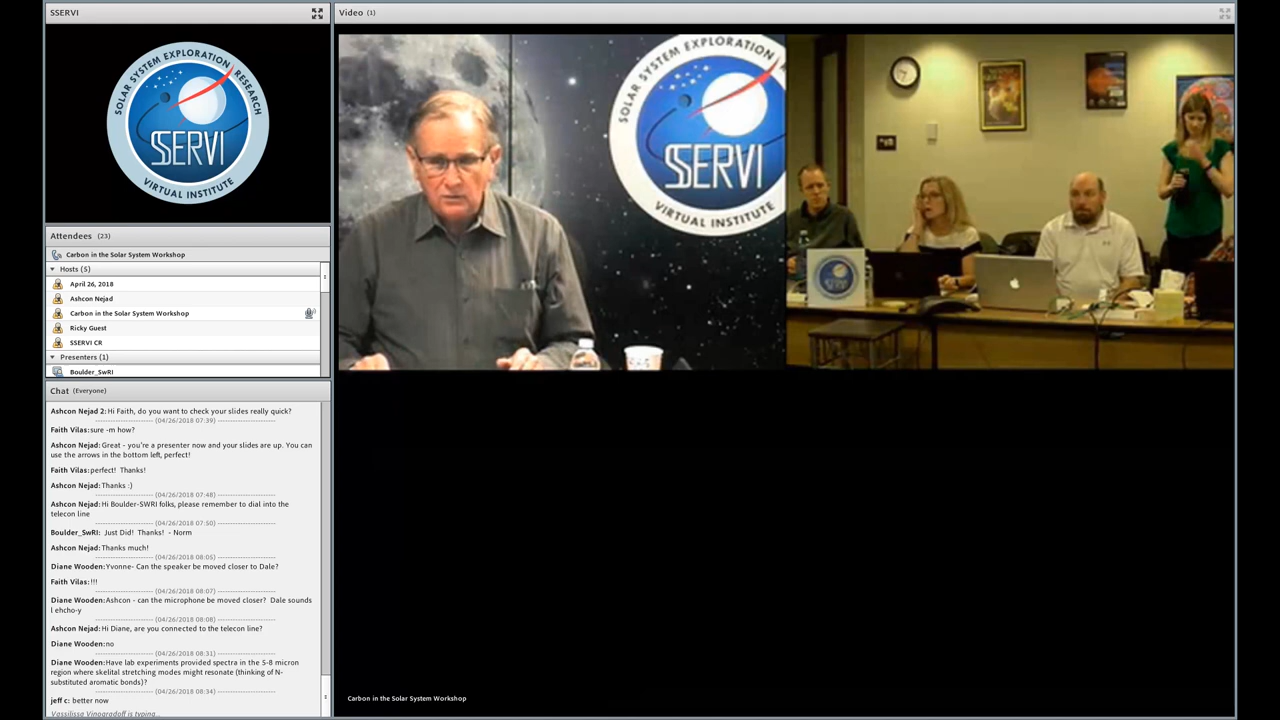 SSERVI
SOLAR SYSTEM EXPLORATION RESEARCH
SSERVI
VIRTUAL INSTITUTE
Attendees (23)
Carbon in the Solar System Workshop
Hosts (5)
April 26, 2018
Ashcon Nejad
Carbon in the Solar System Workshop
Ricky Guest
SSERVI CR
Presenters (1)
Boulder_SwRI
Chat (Everyone)
Ashcon Nejad 2: Hi Faith, do you want to check your slides really quick?
(04/26/2018 07:39)
Faith Vilas: sure -m how?
Ashcon Nejad: Great - you're a presenter now and your slides are up. You can
use the arrows in the bottom left, perfect!
Faith Vilas: perfect! Thanks!
Ashcon Nejad: Thanks :)
(04/26/2018 07:48)
Ashcon Nejad: Hi Boulder-SWRI folks, please remember to dial into the
telecon line
(04/26/2018 07:50)
Boulder_SwRI: Just Did! Thanks! - Norm
Ashcon Nejad: Thanks much!
(04/26/2018 08:05)
Diane Wooden: Yvonne- Can the speaker be moved closer to Dale?
Faith Vilas: !!!
(04/26/2018 08:07)
Diane Wooden: Ashcon - can the microphone be moved closer? Dale sounds
l ehcho-y
(04/26/2018 08:08)
Ashcon Nejad: Hi Diane, are you connected to the telecon line?
Diane Wooden: no
(04/26/2018 08:31)
Diane Wooden: Have lab experiments provided spectra in the 5-8 micron
region where skelital stretching modes might resonate (thinking of N-
substituted aromatic bonds)?
(04/26/2018 08:34)
jeff c: better now
Vassilissa Vinogradoff is typing...
Video (1)
SOLAR SYSTEM EXPLORATION
SSERVI
VIRTUAL INSTITUTE
Carbon in the Solar System Workshop